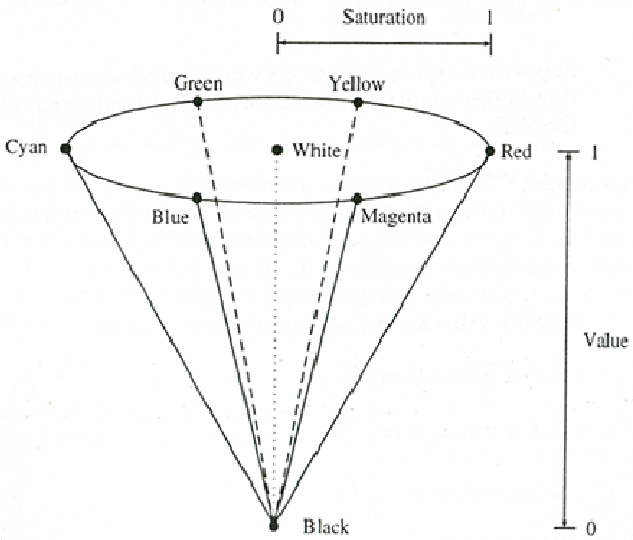 0 Saturation 1
Green Yellow
Cyan White Red 1
Blue Magenta
Value
Black 0